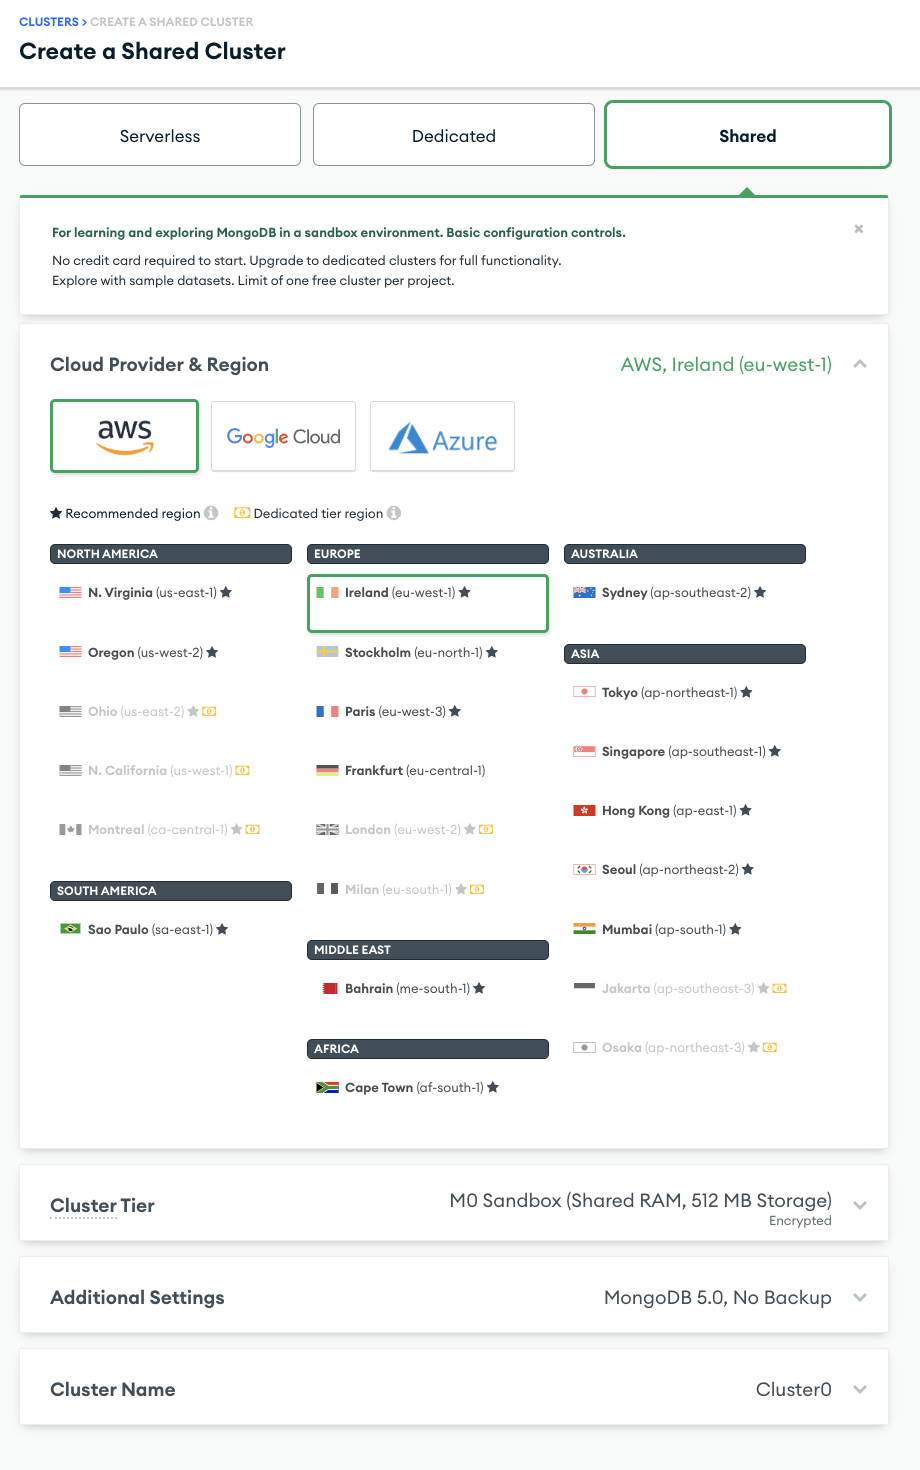 CLUSTERS > CREATE A SHARED CLUSTER
Create a Shared Cluster
Serverless
Dedicated
Shared
For learning and exploring MongoDB in a sandbox environment. Basic configuration controls.
No credit card required to start. Upgrade to dedicated clusters for full functionality.
Explore with sample datasets. Limit of one free cluster per project.
Cloud Provider & Region
AWS, Ireland (eu-west-1)
aws
Google Cloud
Azure
★ Recommended region
Dedicated tier region
NORTH AMERICA
N. Virginia (us-east-1) ★
Oregon (us-west-2) ★
Ohio (us-east-2) ★
N. California (us-west-1)
Montreal (ca-central-1) ★
SOUTH AMERICA
Sao Paulo (sa-east-1) ★
EUROPE
Ireland (eu-west-1) ★
Stockholm (eu-north-1) ★
Paris (eu-west-3) ★
Frankfurt (eu-central-1)
London (eu-west-2) ★
Milan (eu-south-1) ★
MIDDLE EAST
Bahrain (me-south-1) ★
AFRICA
Cape Town (af-south-1) ★
AUSTRALIA
Sydney (ap-southeast-2) ★
ASIA
Tokyo (ap-northeast-1) ★
Singapore (ap-southeast-1) ★
Hong Kong (ap-east-1) ★
Seoul (ap-northeast-2) ★
Mumbai (ap-south-1) ★
Jakarta (ap-southeast-3) ★
Osaka (ap-northeast-3) ★
Cluster Tier
M0 Sandbox (Shared RAM, 512 MB Storage)
Encrypted
Additional Settings
MongoDB 5.0, No Backup
Cluster Name
Cluster0